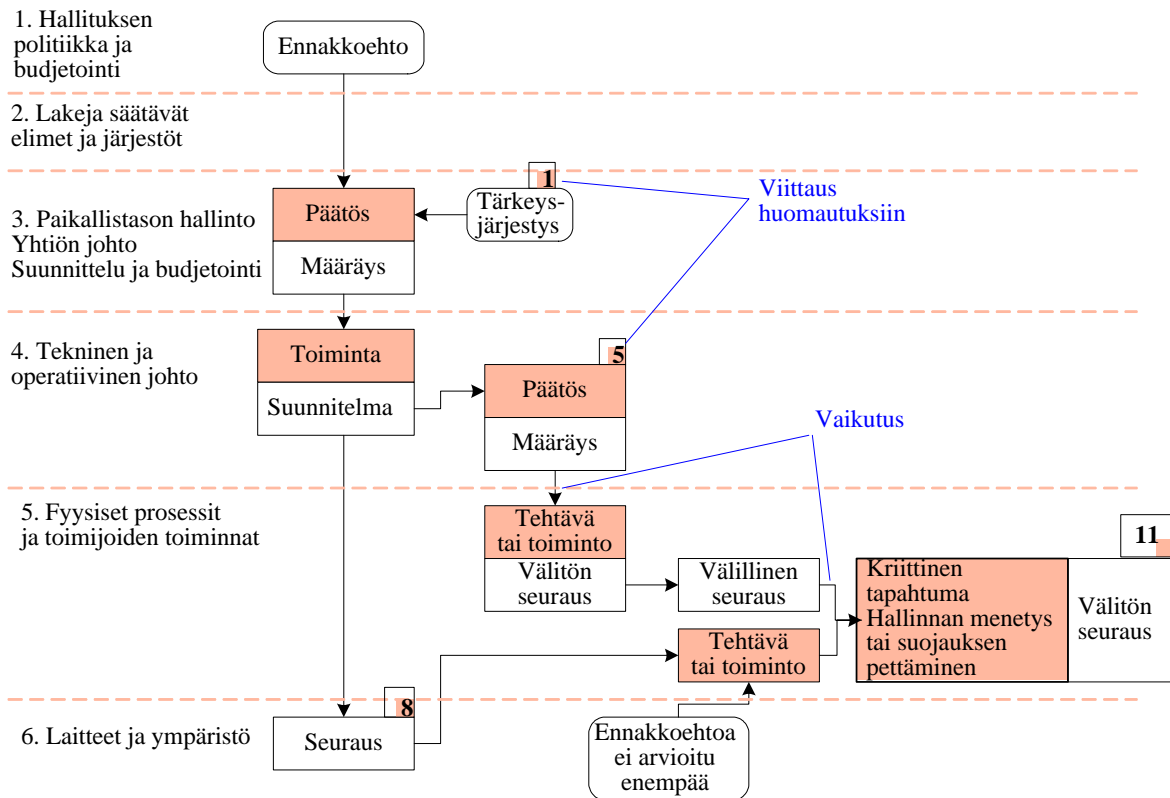 1. Hallituksen
politiikka ja
budjetointi
Ennakkoehto
2. Lakeja säätävät
elimet ja järjestöt
3. Paikallistason hallinto
Yhtiön johto
Suunnittelu ja budjetointi
Päätös
Määräys
1
Tärkeys-
järjestys
Viittaus
huomautuksiin
4. Tekninen ja
operatiivinen johto
Toiminta
Suunnitelma
5
Päätös
Määräys
Vaikutus
5. Fyysiset prosessit
ja toimijoiden toiminnat
Tehtävä
tai toiminto
Välitön
seuraus
Välillinen
seuraus
Tehtävä
tai toiminto
11
Kriittinen
tapahtuma
Hallinnan menetys
tai suojauksen
pettäminen
Välitön
seuraus
6. Laitteet ja ympäristö
8
Seuraus
Ennakkoehtoa
ei arvioitu
enempää